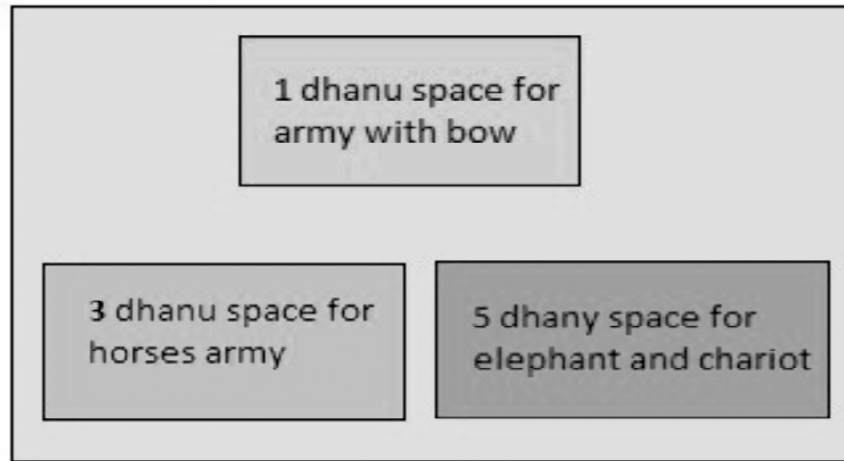 1 dhanu space for
army with bow
3 dhanu space for
horses army
5 dhany space for
elephant and chariot